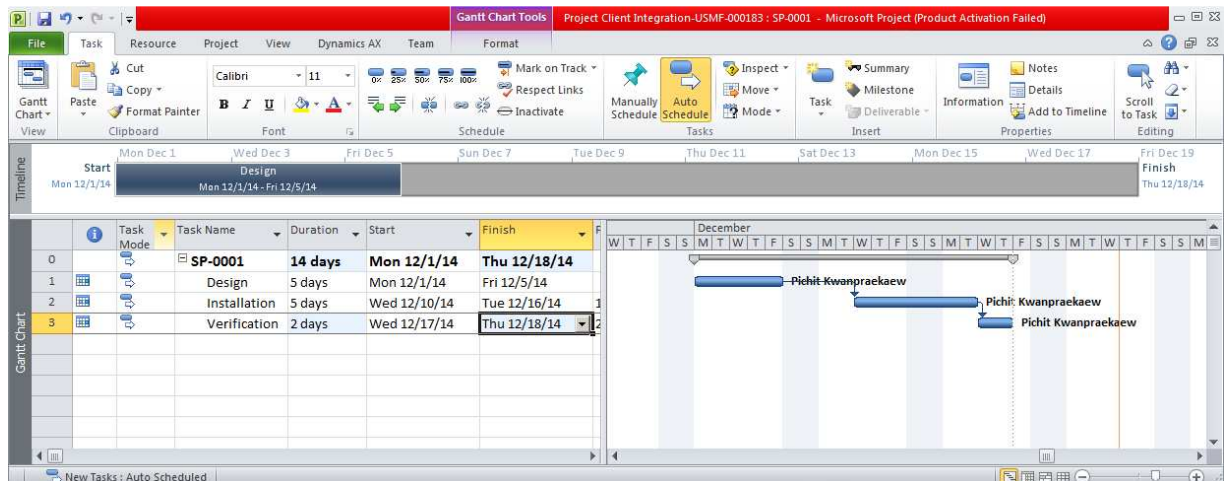 Gantt Chart Tools Project Client Integration-USMF-000183 : SP-0001 - Microsoft Project (Product Activation Failed)
File Task Resource Project View Dynamics AX Team Format
Gantt Chart
View
Paste
Cut
Copy
Format Painter
Clipboard
Calibri 11
B I U A
Font
0% 25% 50% 75% 100%
Mark on Track
Respect Links
Inactivate
Schedule
Manually Schedule
Auto Schedule
Inspect
Move
Mode
Tasks
Task
Summary
Milestone
Deliverable
Insert
Information
Notes
Details
Add to Timeline
Properties
Scroll to Task
Editing
Timeline
Mon Dec 1 Wed Dec 3 Fri Dec 5 Sun Dec 7 Tue Dec 9 Thu Dec 11 Sat Dec 13 Mon Dec 15 Wed Dec 17 Fri Dec 19
Start
Mon 12/1/14
Design
Mon 12/1/14 - Fri 12/5/14
Finish
Thu 12/18/14
Gantt Chart
Task Mode Task Name Duration Start Finish
0 SP-0001 14 days Mon 12/1/14 Thu 12/18/14
1 Design 5 days Mon 12/1/14 Fri 12/5/14
2 Installation 5 days Wed 12/10/14 Tue 12/16/14 1
3 Verification 2 days Wed 12/17/14 Thu 12/18/14 2
December
W T F S S M T W T F S S M T W T F S S M T W T F S S M T W T F S S M
Pichit Kwanpraekaew
Pichit Kwanpraekaew
Pichit Kwanpraekaew
New Tasks : Auto Scheduled